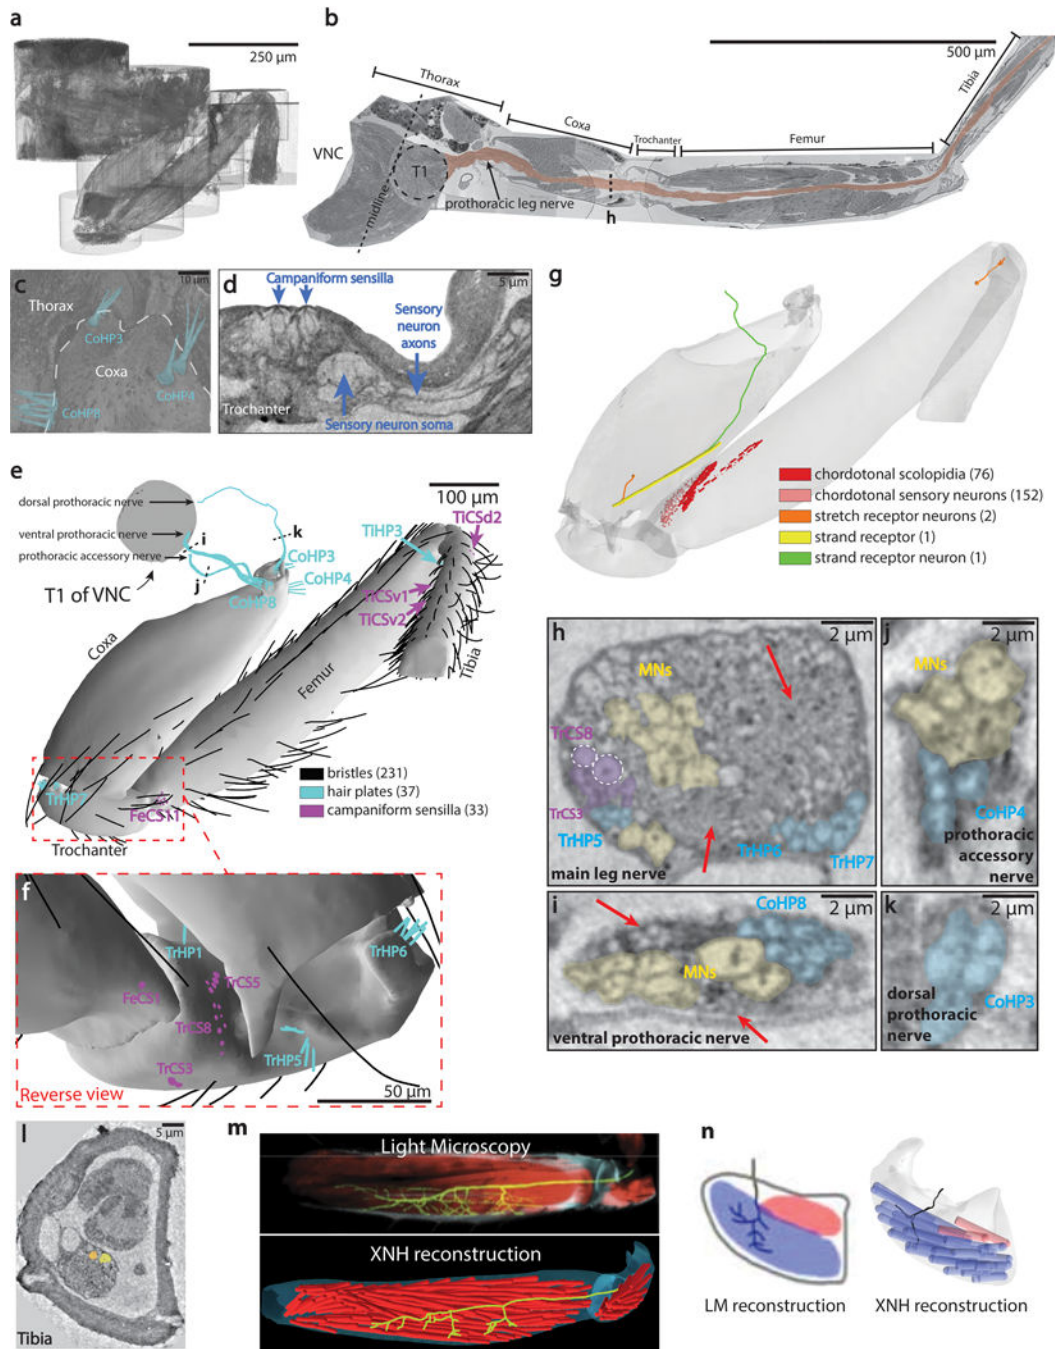 a
250 µm
b
500 µm
Thorax
Coxa
Trochanter
Femur
Tibia
VNC
T1
midline
prothoracic leg nerve
h
c
10 µm
Thorax
CoHP3
Coxa
CoHP4
CoHP8
d
Campaniform sensilla
5 µm
Sensory
neuron
axons
Trochanter
Sensory neuron soma
g
chordotonal scolopidia (76)
chordotonal sensory neurons (152)
stretch receptor neurons (2)
strand receptor (1)
strand receptor neuron (1)
e
dorsal prothoracic nerve
ventral prothoracic nerve
prothoracic accessory nerve
i
j
k
T1 of VNC
CoHP3
CoHP4
CoHP8
100 µm
TiCSd2
TiHP3
TiCSv1
TiCSv2
Coxa
Femur
Tibia
TrHP7
FeCS11
Trochanter
bristles (231)
hair plates (37)
campaniform sensilla (33)
f
TrHP1
TrHP6
FeCS1
TrCS5
TrCS8
TrHP5
TrCS3
Reverse view
50 µm
h
2 µm
MNs
TrCS8
TrCS3
TrHP5
TrHP6
TrHP7
main leg nerve
j
2 µm
MNs
CoHP4
prothoracic
accessory
nerve
i
CoHP8
2 µm
MNs
ventral prothoracic nerve
k
2 µm
dorsal
prothoracic
nerve
CoHP3
l
5 µm
Tibia
m
Light Microscopy
XNH reconstruction
n
LM reconstruction
XNH reconstruction